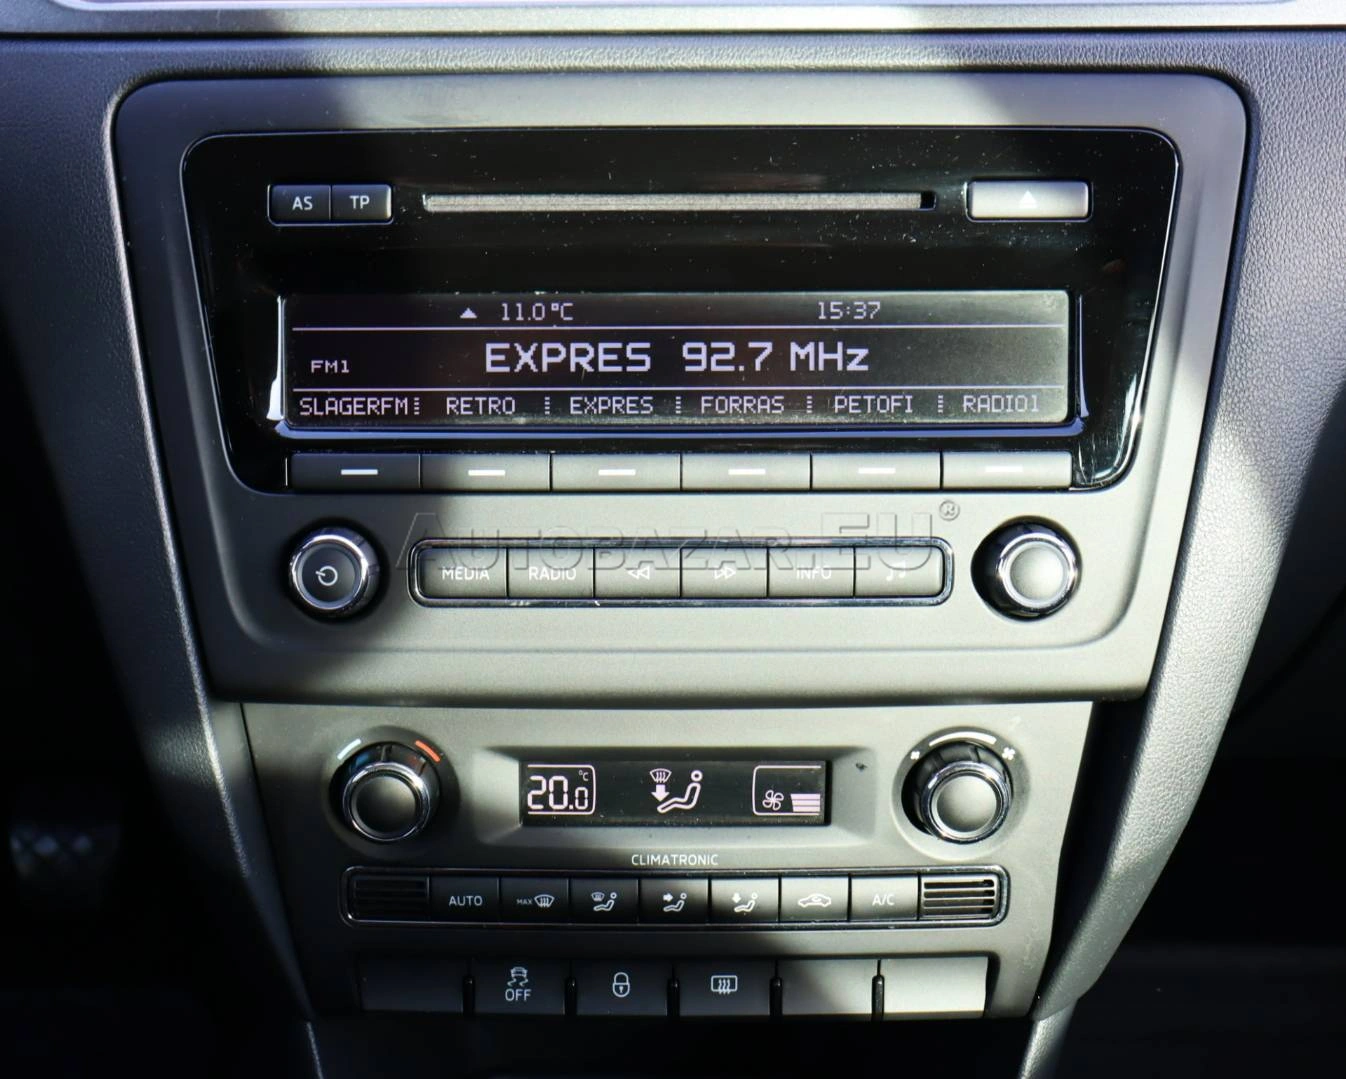 AS TP
11.0°C 15:37
FM1 EXPRES 92.7 MHz
SLAGERFM RETRO EXPRES FORRAS PETOFI RADIO1
AUTOBAZAR.EU®
MEDIA RADIO INFO
20.0 °C
CLIMATRONIC
AUTO MAX A/C
OFF